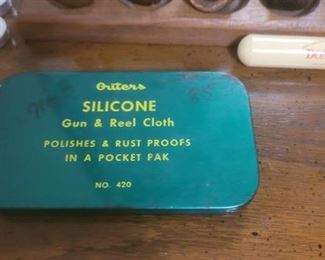 Outers
SILICONE
Gun & Reel Cloth
POLISHES & RUST PROOFS
IN A POCKET PAK
NO. 420